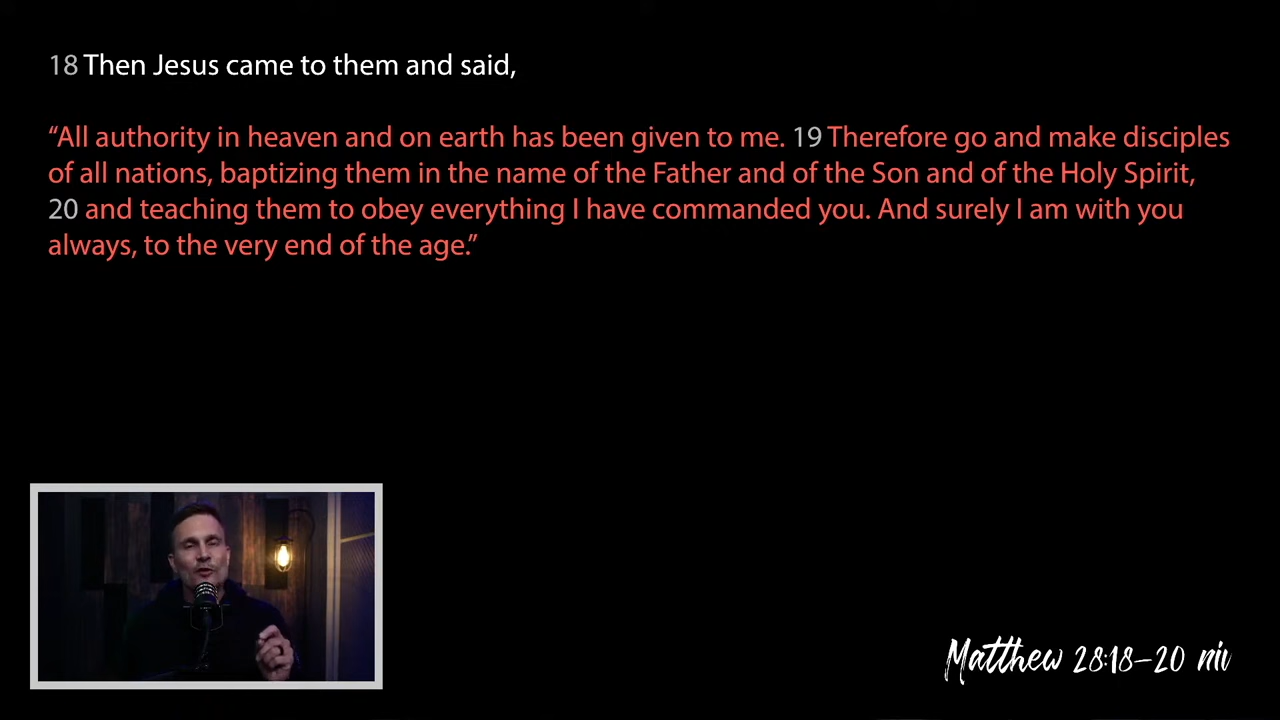 18 Then Jesus came to them and said,
“All authority in heaven and on earth has been given to me. 19 Therefore go and make disciples
of all nations, baptizing them in the name of the Father and of the Son and of the Holy Spirit,
20 and teaching them to obey everything I have commanded you. And surely I am with you
always, to the very end of the age.”
Matthew 28:18–20 niv